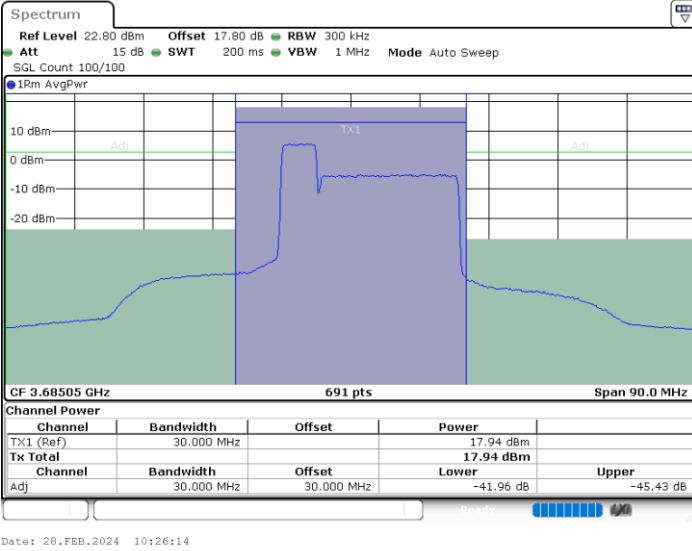 Spectrum
Ref Level 22.80 dBm Offset 17.80 dB RBW 300 kHz
Att 15 dB SWT 200 ms VBW 1 MHz Mode Auto Sweep
SGL Count 100/100
1Rm AvgPwr
10 dBm
TX1
Adj Adj
0 dBm
-10 dBm
-20 dBm
CF 3.68505 GHz 691 pts Span 90.0 MHz
Channel Power
Channel Bandwidth Offset Power
TX1 (Ref) 30.000 MHz 17.94 dBm
Tx Total 17.94 dBm
Channel Bandwidth Offset Lower Upper
Adj 30.000 MHz 30.000 MHz -41.96 dB -45.43 dB
Ready
Date: 28.FEB.2024 10:26:14